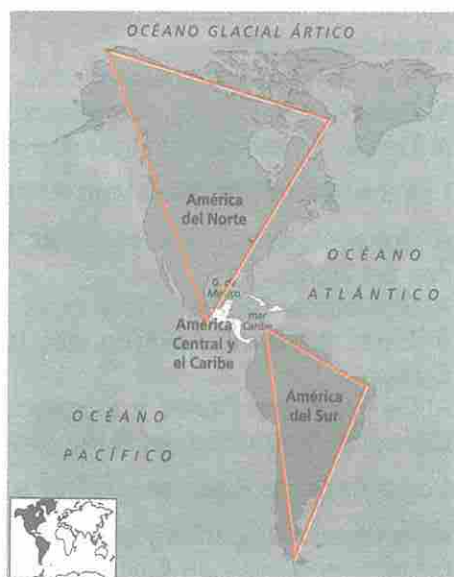 OCÉANO GLACIAL ÁRTICO
América
del Norte
OCÉANO
ATLÁNTICO
G. de
México
mar
Caribe
América
Central y
el Caribe
América
del Sur
OCÉANO
PACÍFICO